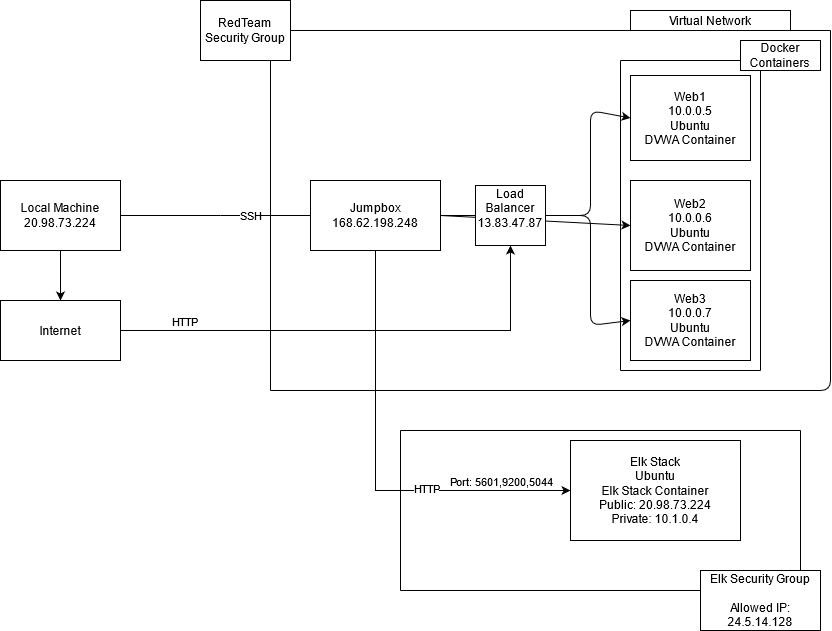 RedTeam
Security Group
Virtual Network
Docker
Containers
Web1
10.0.0.5
Ubuntu
DVWA Container
Local Machine
20.98.73.224
SSH
Jumpbox
168.62.198.248
Load
Balancer
13.83.47.87
Web2
10.0.0.6
Ubuntu
DVWA Container
Internet
HTTP
Web3
10.0.0.7
Ubuntu
DVWA Container
HTTP
Port: 5601,9200,5044
Elk Stack
Ubuntu
Elk Stack Container
Public: 20.98.73.224
Private: 10.1.0.4
Elk Security Group
Allowed IP:
24.5.14.128